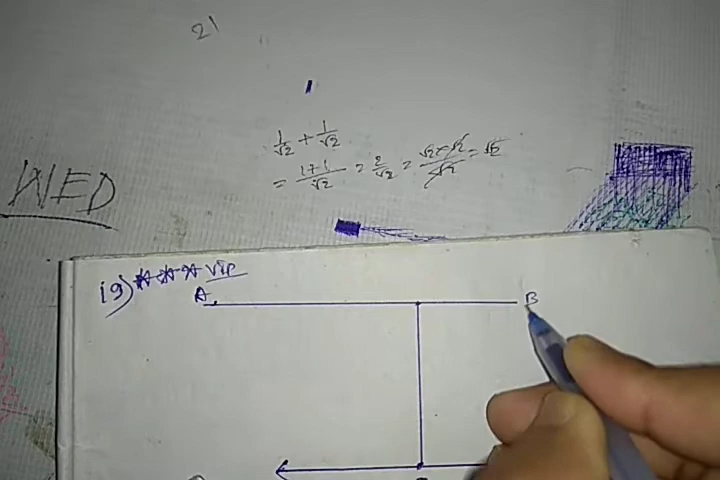 21
1/√2 + 1/√2
= 1+1/√2 = 2/√2 = √2×√2/√2 = √2
WED
19) *** VIP
A B